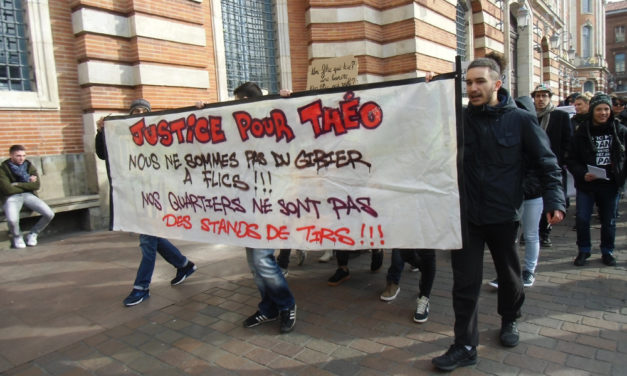 Justice pour Théo
Nous ne sommes pas du gibier
a flics !!!
nos quartiers ne sont pas
des stands de tirs !!!